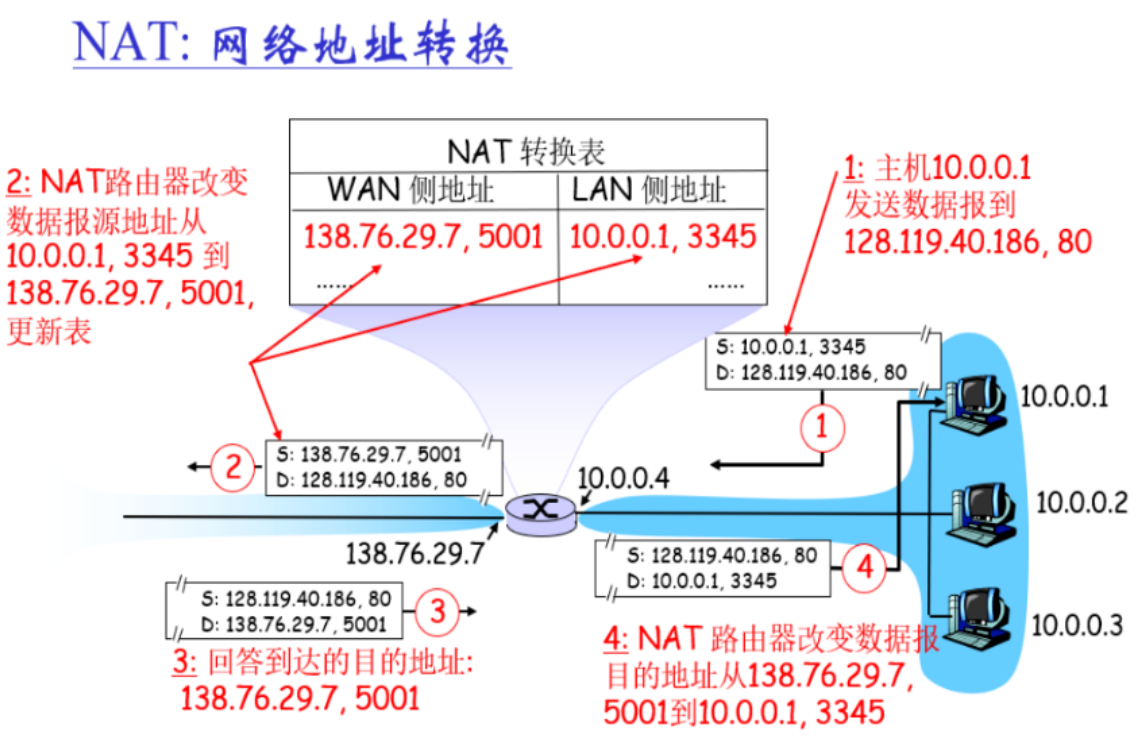 NAT: 网络地址转换
NAT 转换表
WAN 侧地址
LAN 侧地址
138.76.29.7, 5001
10.0.0.1, 3345
......
......
2: NAT路由器改变
数据报源地址从
10.0.0.1, 3345 到
138.76.29.7, 5001,
更新表
1: 主机10.0.0.1
发送数据报到
128.119.40.186, 80
S: 10.0.0.1, 3345
D: 128.119.40.186, 80
1
10.0.0.1
S: 138.76.29.7, 5001
D: 128.119.40.186, 80
2
10.0.0.4
10.0.0.2
138.76.29.7
S: 128.119.40.186, 80
D: 10.0.0.1, 3345
4
S: 128.119.40.186, 80
D: 138.76.29.7, 5001
3
10.0.0.3
3: 回答到达的目的地址:
138.76.29.7, 5001
4: NAT 路由器改变数据报
目的地址从138.76.29.7,
5001到10.0.0.1, 3345